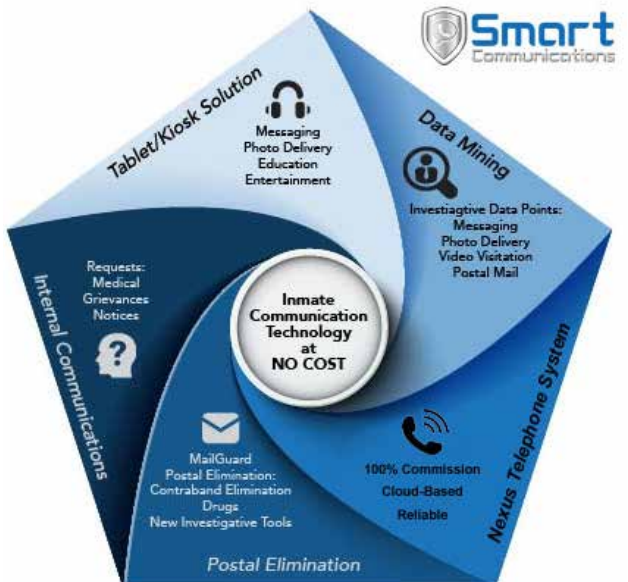 Smart
Communications
Tablet/Kiosk Solution
Messaging
Photo Delivery
Education
Entertainment
Data Mining
Investiagtive Data Points:
Messaging
Photo Delivery
Video Visitation
Postal Mail
Internal Communications
Requests:
Medical
Grievances
Notices
Inmate
Communication
Technology
at
NO COST
Nexus Telephone System
100% Commission
Cloud-Based
Reliable
MailGuard
Postal Elimination:
Contraband Elimination
Drugs
New Investigative Tools
Postal Elimination